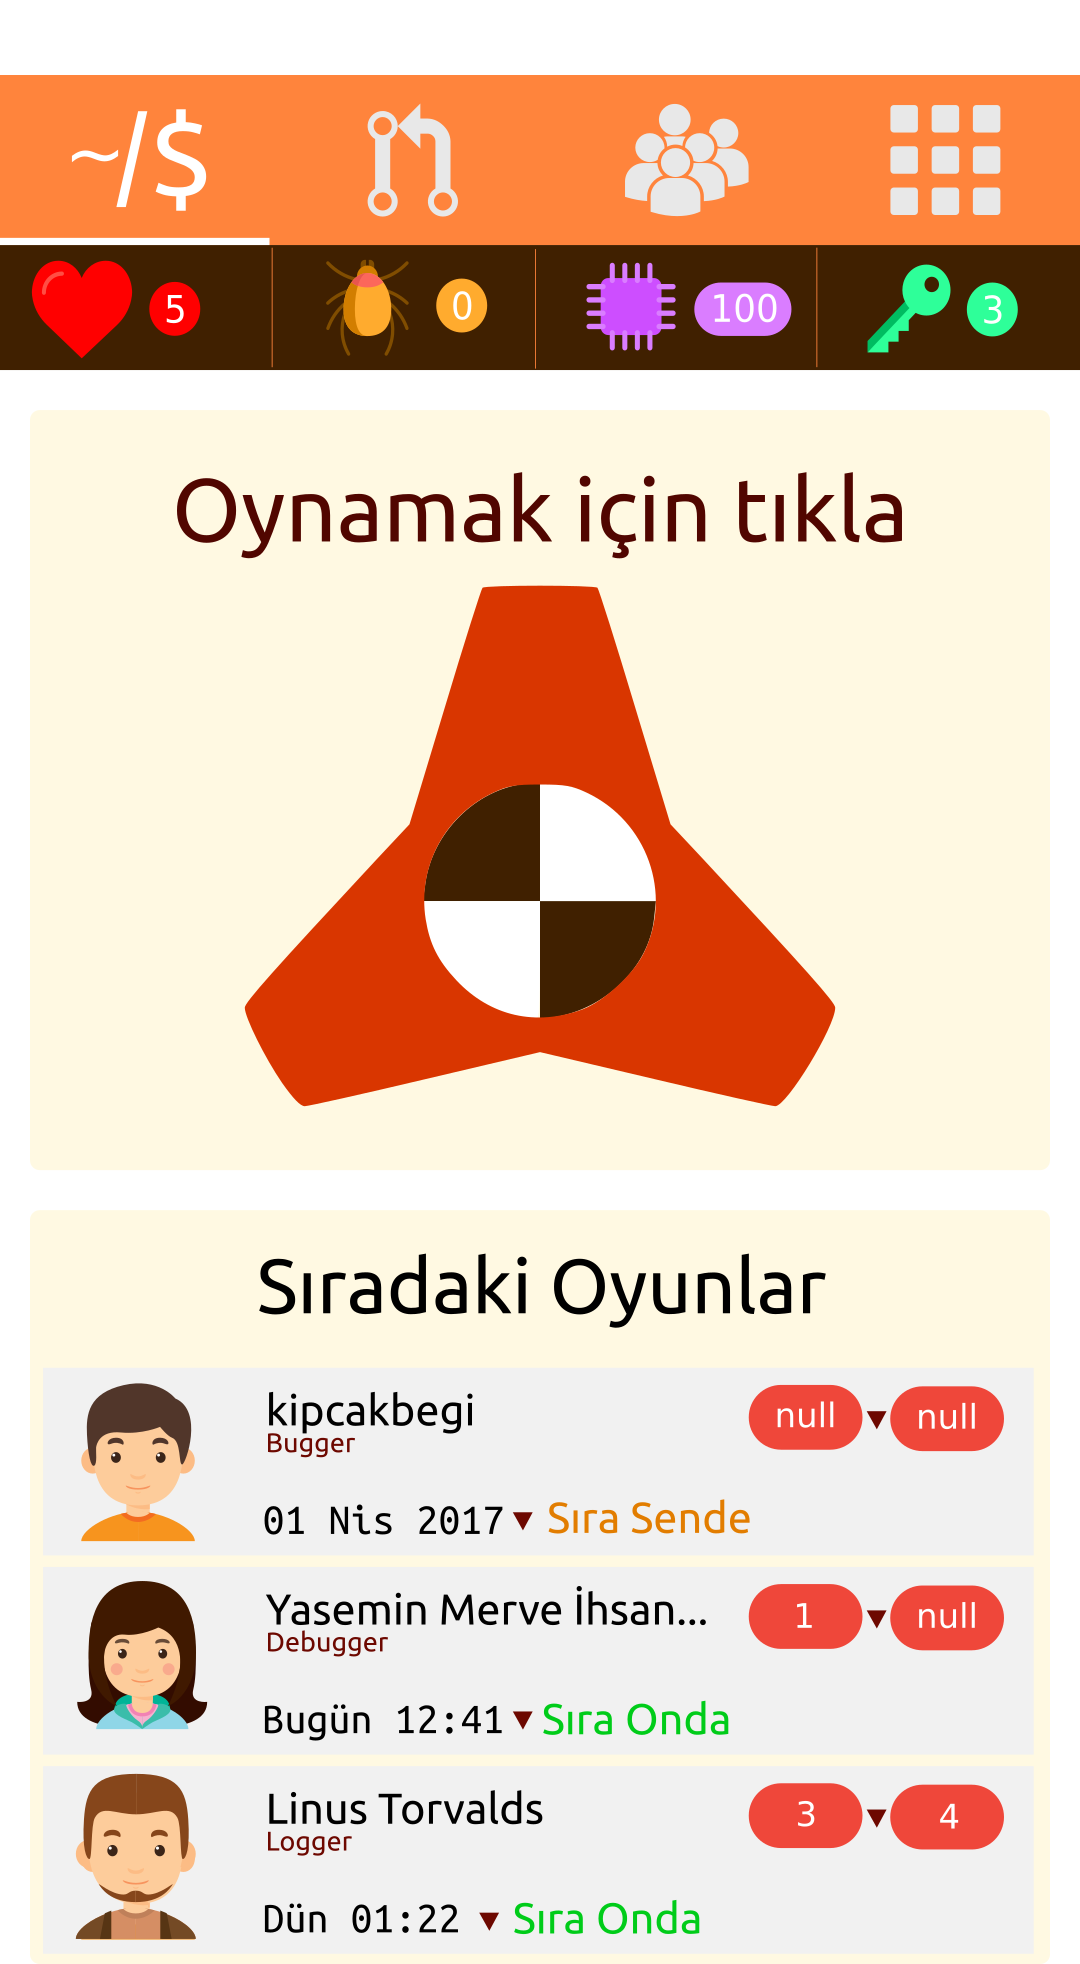 ~/$
5 0 100 3
Oynamak için tıkla
Sıradaki Oyunlar
kipcakbegi null null
Bugger
01 Nis 2017 Sıra Sende
Yasemin Merve İhsan... 1 null
Debugger
Bugün 12:41 Sıra Onda
Linus Torvalds 3 4
Logger
Dün 01:22 Sıra Onda